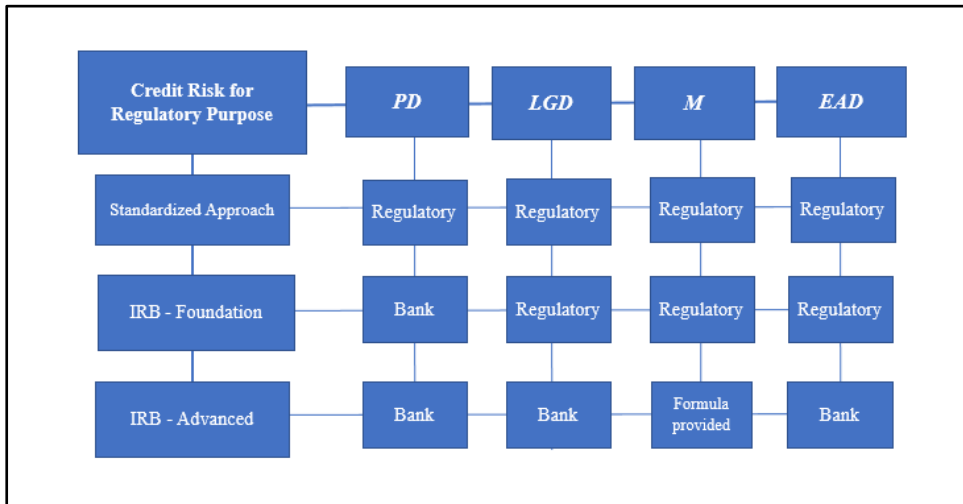 Credit Risk for
Regulatory Purpose
PD
LGD
M
EAD
Standardized Approach
Regulatory
Regulatory
Regulatory
Regulatory
IRB - Foundation
Bank
Regulatory
Regulatory
Regulatory
IRB - Advanced
Bank
Bank
Formula
provided
Bank